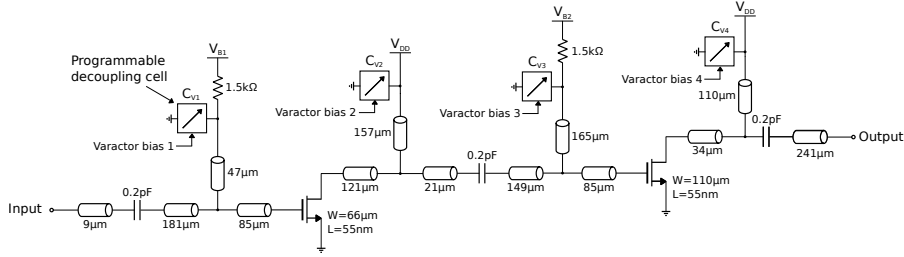 Programmable
decoupling cell
V_B1
1.5kΩ
C_V1
Varactor bias 1
47µm
Input
9µm
0.2pF
181µm
85µm
W=66µm
L=55nm
V_DD
C_V2
Varactor bias 2
157µm
121µm
21µm
0.2pF
149µm
V_B2
1.5kΩ
C_V3
Varactor bias 3
165µm
85µm
W=110µm
L=55nm
V_DD
C_V4
Varactor bias 4
110µm
34µm
0.2pF
241µm
Output